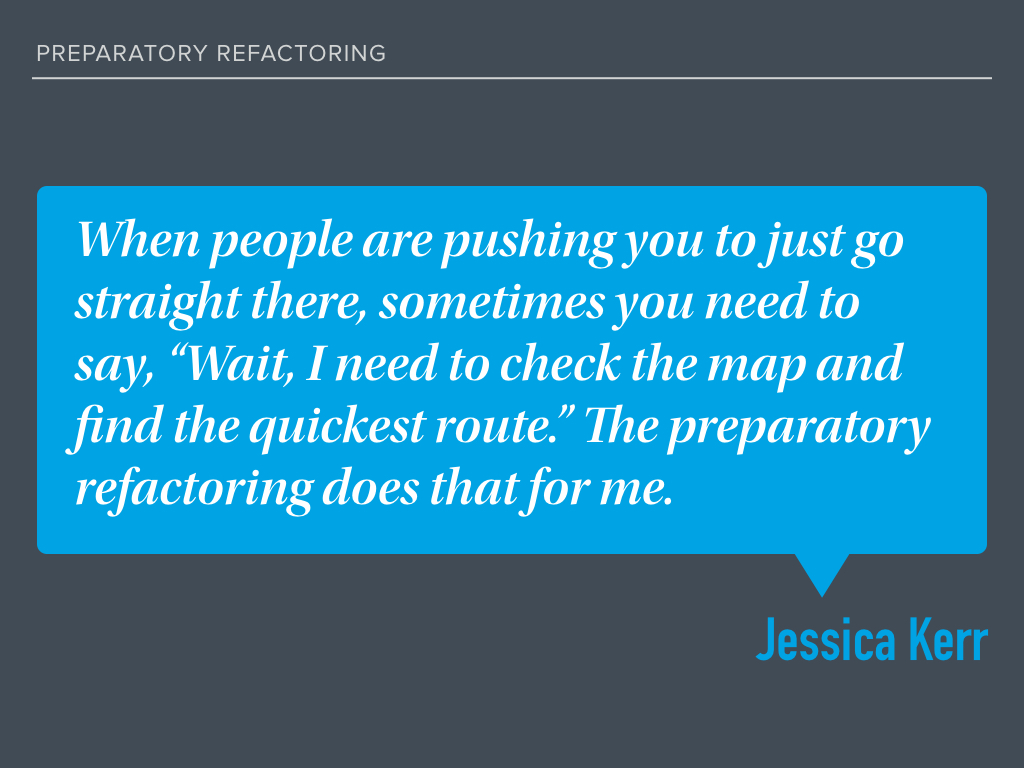 PREPARATORY REFACTORING
When people are pushing you to just go
straight there, sometimes you need to
say, “Wait, I need to check the map and
find the quickest route.” The preparatory
refactoring does that for me.
Jessica Kerr